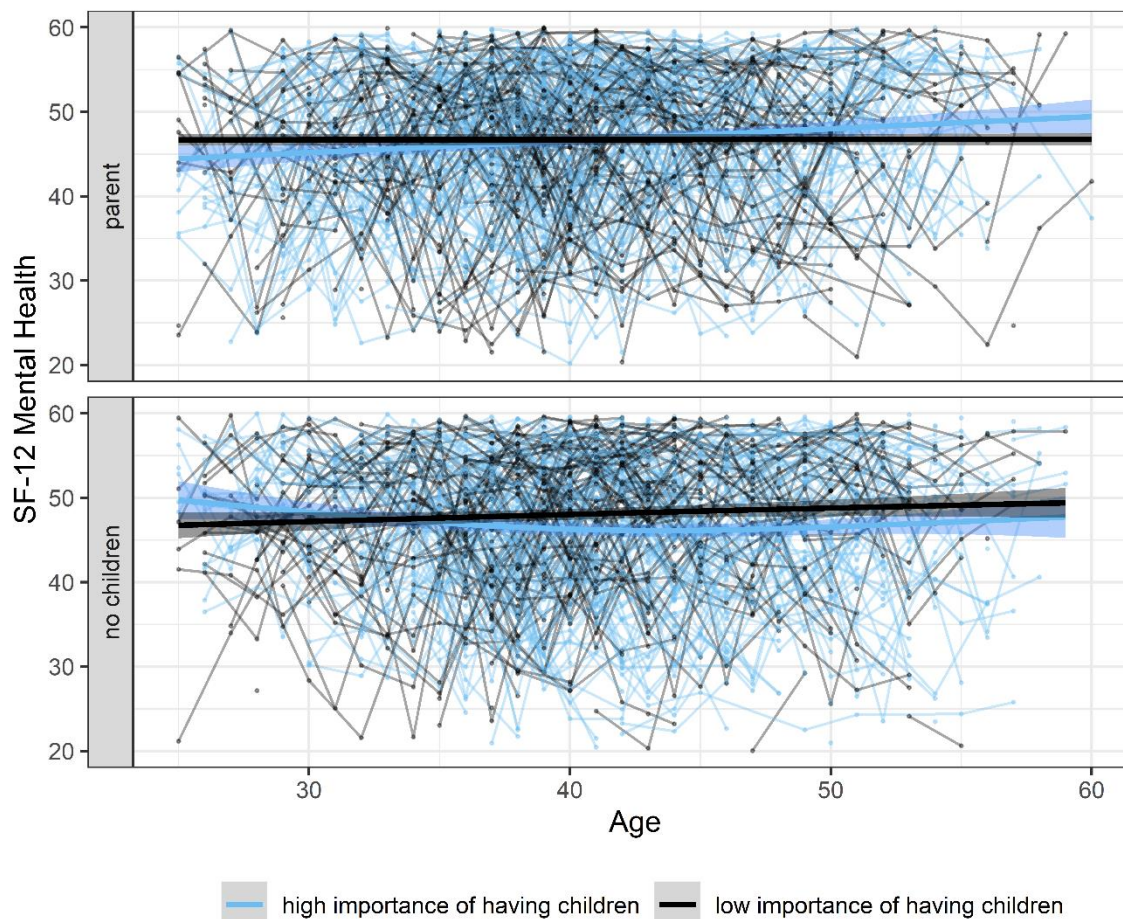 SF-12 Mental Health
parent
60
50
40
30
20
no children
60
50
40
30
20
30 40 50 60
Age
high importance of having children low importance of having children